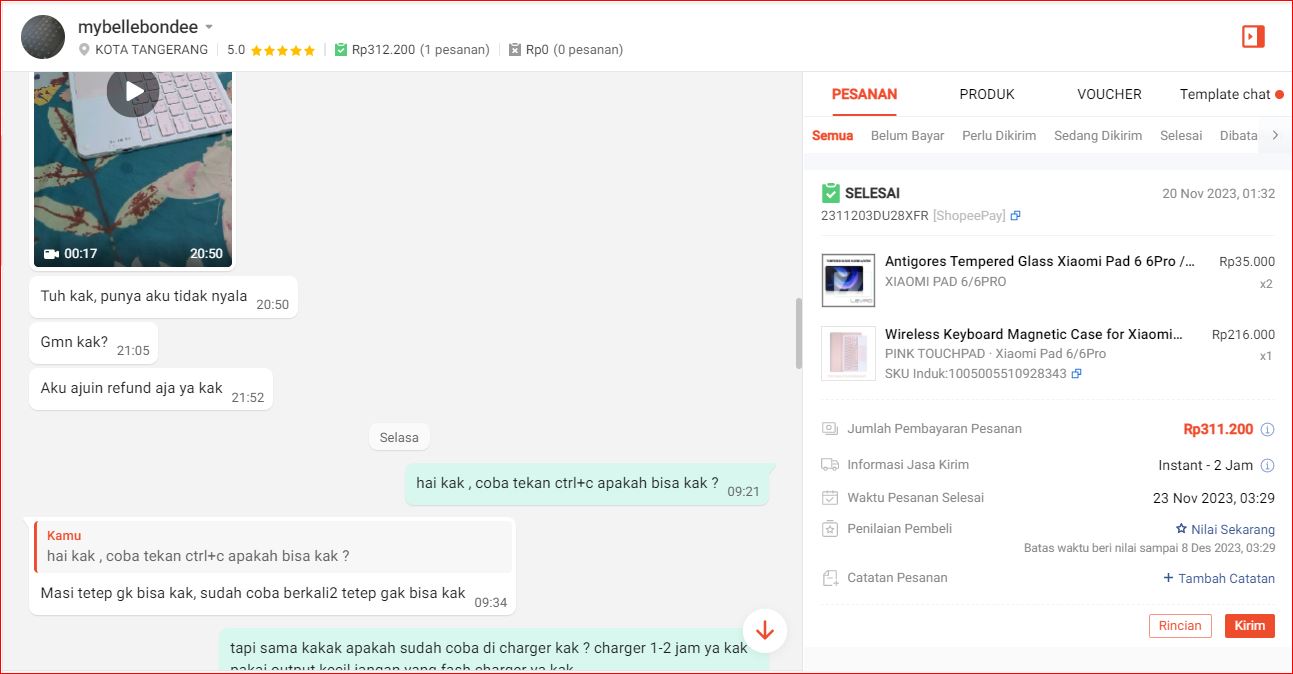 mybellebondee
KOTA TANGERANG 5.0 Rp312.200 (1 pesanan) Rp0 (0 pesanan)
00:17 20:50
Tuh kak, punya aku tidak nyala 20:50
Gmn kak? 21:05
Aku ajuin refund aja ya kak 21:52
Selasa
hai kak , coba tekan ctrl+c apakah bisa kak ? 09:21
Kamu
hai kak , coba tekan ctrl+c apakah bisa kak ?
Masi tetep gk bisa kak, sudah coba berkali2 tetep gak bisa kak 09:34
tapi sama kakak apakah sudah coba di charger kak ? charger 1-2 jam ya kak
pakai output kecil jangan yang fash charger ya kak
PESANAN PRODUK VOUCHER Template chat
Semua Belum Bayar Perlu Dikirim Sedang Dikirim Selesai Dibata
SELESAI 20 Nov 2023, 01:32
2311203DU28XFR [ShopeePay]
Antigores Tempered Glass Xiaomi Pad 6 6Pro /... Rp35.000
XIAOMI PAD 6/6PRO x2
Wireless Keyboard Magnetic Case for Xiaomi... Rp216.000
PINK TOUCHPAD · Xiaomi Pad 6/6Pro x1
SKU Induk:1005005510928343
Jumlah Pembayaran Pesanan Rp311.200
Informasi Jasa Kirim Instant - 2 Jam
Waktu Pesanan Selesai 23 Nov 2023, 03:29
Penilaian Pembeli Nilai Sekarang
Batas waktu beri nilai sampai 8 Des 2023, 03:29
Catatan Pesanan + Tambah Catatan
Rincian Kirim